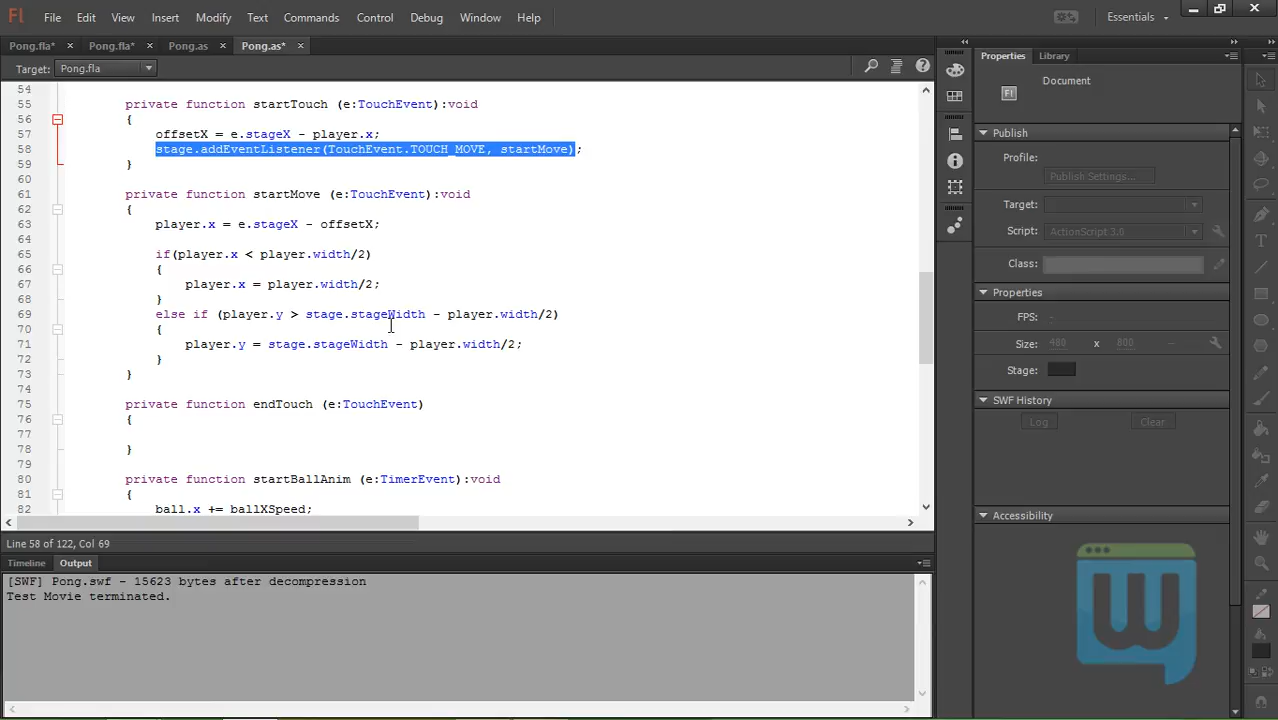 Fl File Edit View Insert Modify Text Commands Control Debug Window Help Essentials
Pong.fla* × Pong.fla* × Pong.as × Pong.as* ×
Target: Pong.fla
54
55 private function startTouch (e:TouchEvent):void
56 {
57 offsetX = e.stageX - player.x;
58 stage.addEventListener(TouchEvent.TOUCH_MOVE, startMove);
59 }
60
61 private function startMove (e:TouchEvent):void
62 {
63 player.x = e.stageX - offsetX;
64
65 if(player.x < player.width/2)
66 {
67 player.x = player.width/2;
68 }
69 else if (player.y > stage.stageWidth - player.width/2)
70 {
71 player.y = stage.stageWidth - player.width/2;
72 }
73 }
74
75 private function endTouch (e:TouchEvent)
76 {
77
78 }
79
80 private function startBallAnim (e:TimerEvent):void
81 {
82 ball.x += ballXSpeed;
Line 58 of 122, Col 69
Timeline Output
[SWF] Pong.swf - 15623 bytes after decompression
Test Movie terminated.
Properties Library
Fl Document
Publish
Profile:
Publish Settings...
Target:
Script: ActionScript 3.0
Class:
Properties
FPS: -
Size: 480 x 800
Stage:
SWF History
Log Clear
Accessibility
W